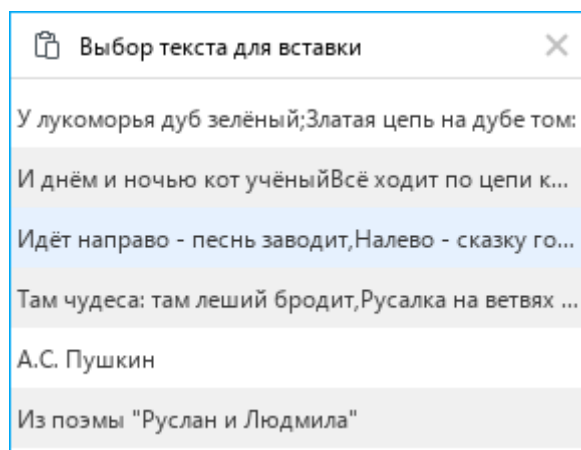 Выбор текста для вставки
У лукоморья дуб зелёный;Златая цепь на дубе том:
И днём и ночью кот учёныйВсё ходит по цепи к...
Идёт направо - песнь заводит,Налево - сказку го...
Там чудеса: там леший бродит,Русалка на ветвях ...
А.С. Пушкин
Из поэмы "Руслан и Людмила"